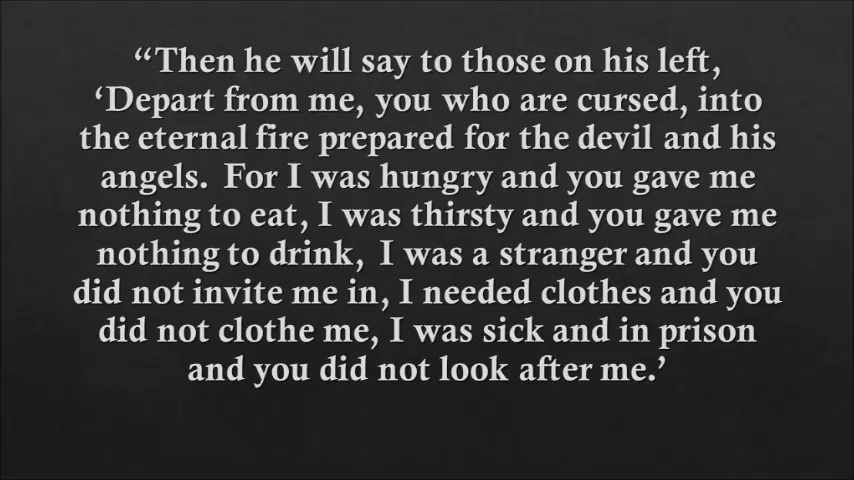 “Then he will say to those on his left,
‘Depart from me, you who are cursed, into
the eternal fire prepared for the devil and his
angels. For I was hungry and you gave me
nothing to eat, I was thirsty and you gave me
nothing to drink, I was a stranger and you
did not invite me in, I needed clothes and you
did not clothe me, I was sick and in prison
and you did not look after me.’